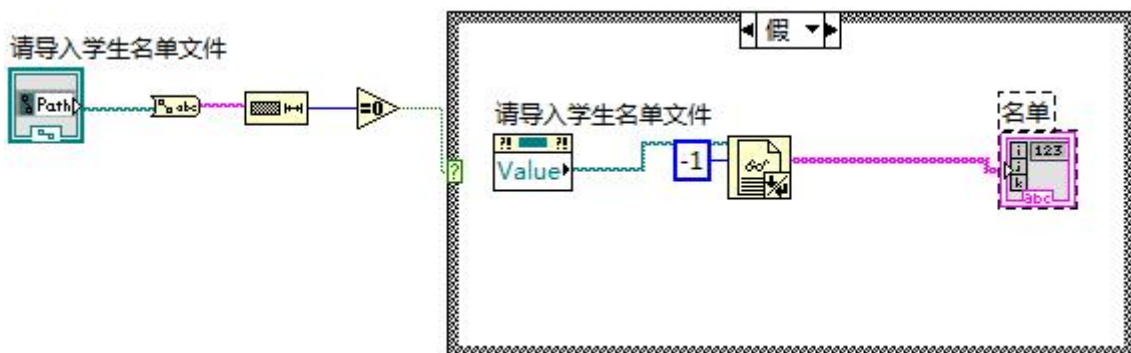 假
请导入学生名单文件
Path
abc
=0
?
请导入学生名单文件
?! ?!
Value
-1
名单
i 123
j
k
abc